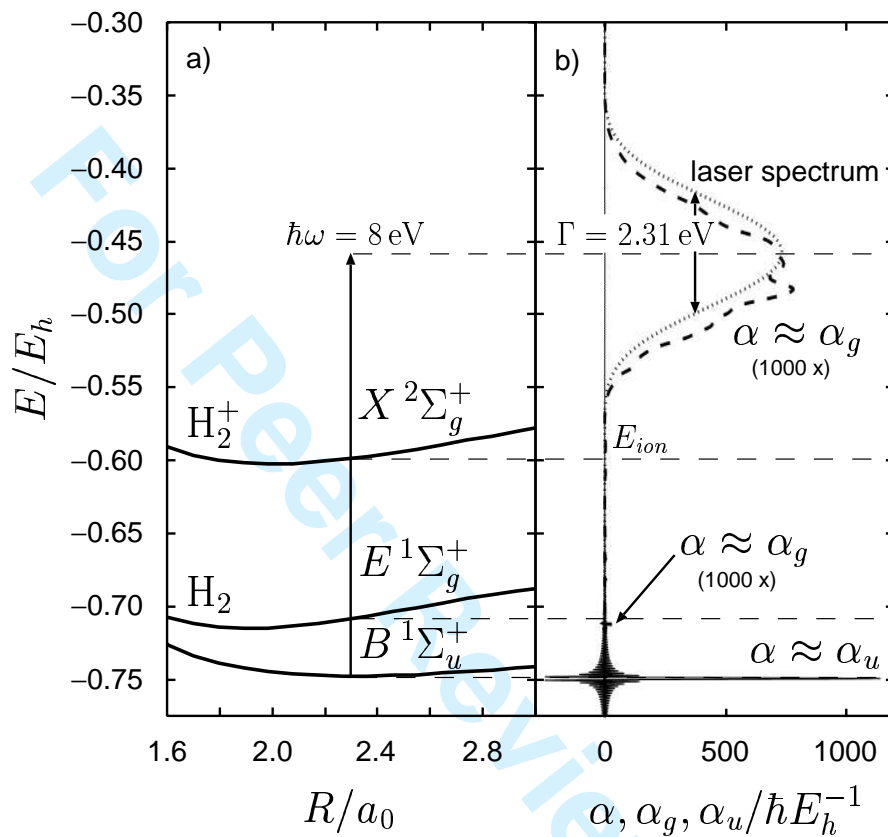 a)
b)
−0.30
−0.35
−0.40
−0.45
−0.50
−0.55
−0.60
−0.65
−0.70
−0.75
E/E_h
1.6 2.0 2.4 2.8
R/a_0
0 500 1000
α, α_g, α_u/ℏE_h^{-1}
ℏω = 8 eV
H_2^+
X ^2Σ_g^+
H_2
E ^1Σ_g^+
B ^1Σ_u^+
laser spectrum
Γ = 2.31 eV
α ≈ α_g
(1000 x)
E_{ion}
α ≈ α_g
(1000 x)
α ≈ α_u
For Peer Revie